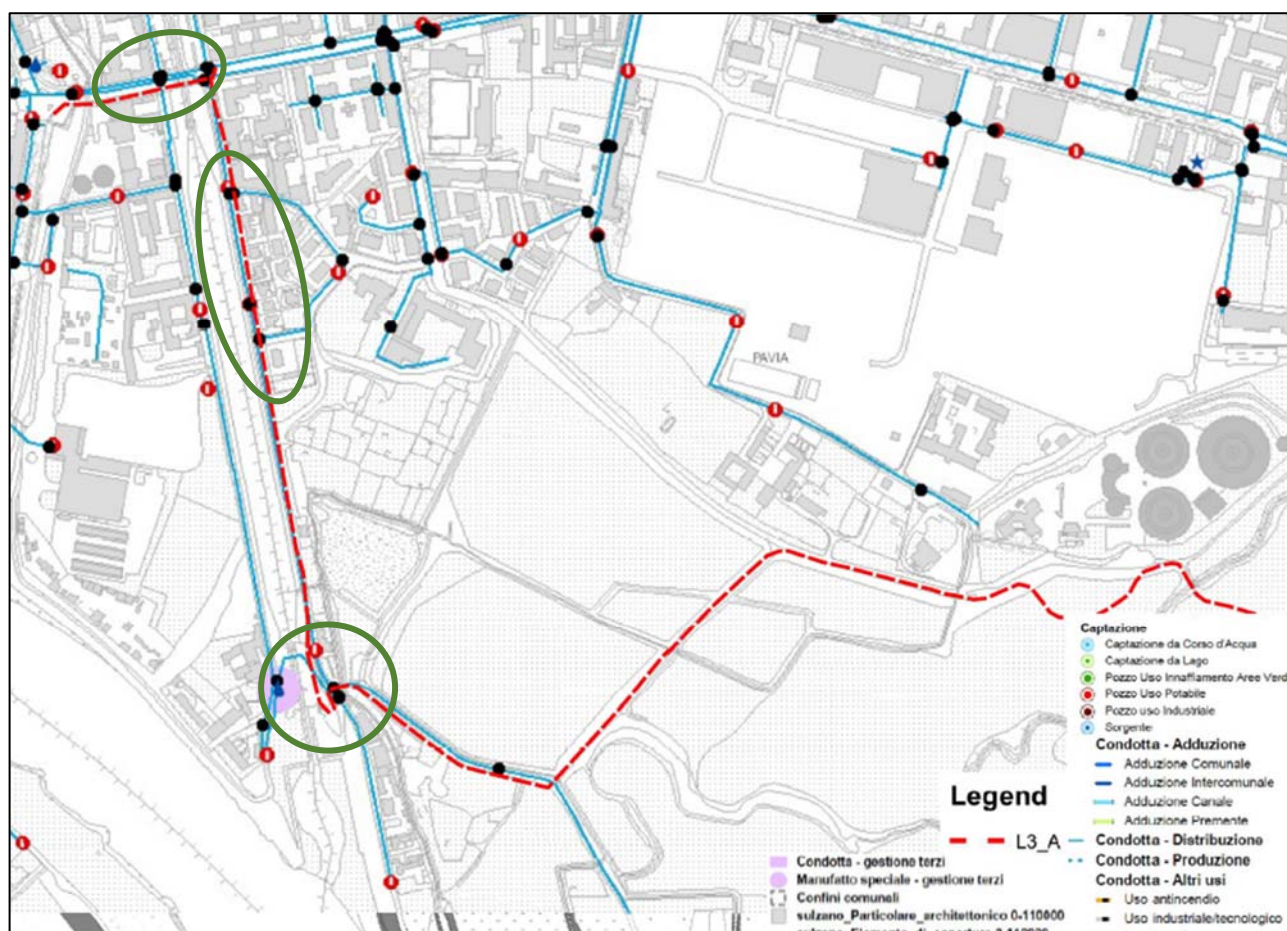 PAVIA
Captazione
Captazione da Corso d'Acqua
Captazione da Lago
Pozzo Uso Innaffiamento Aree Verd
Pozzo Uso Potabile
Pozzo uso Industriale
Sorgente
Condotta - Adduzione
Adduzione Comunale
Adduzione Intercomunale
Adduzione Canale
Adduzione Premente
Condotta - Distribuzione
Condotta - Produzione
Condotta - Altri usi
Uso antincendio
Uso industriale/tecnologico
Legend
L3_A
Condotta - gestione terzi
Manufatto speciale - gestione terzi
Confini comunali
sulzano_Particolare_architettonico 0-110000